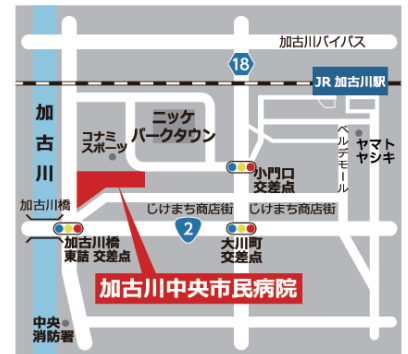 加古川バイパス
18
JR 加古川駅
加古川
ニッケ
パークタウン
コナミ
スポーツ
ベルデモール
ヤマト
ヤシキ
小門口
交差点
加古川橋
じけまち商店街
じけまち商店街
2
加古川橋
東詰 交差点
大川町
交差点
加古川中央市民病院
中央
消防署